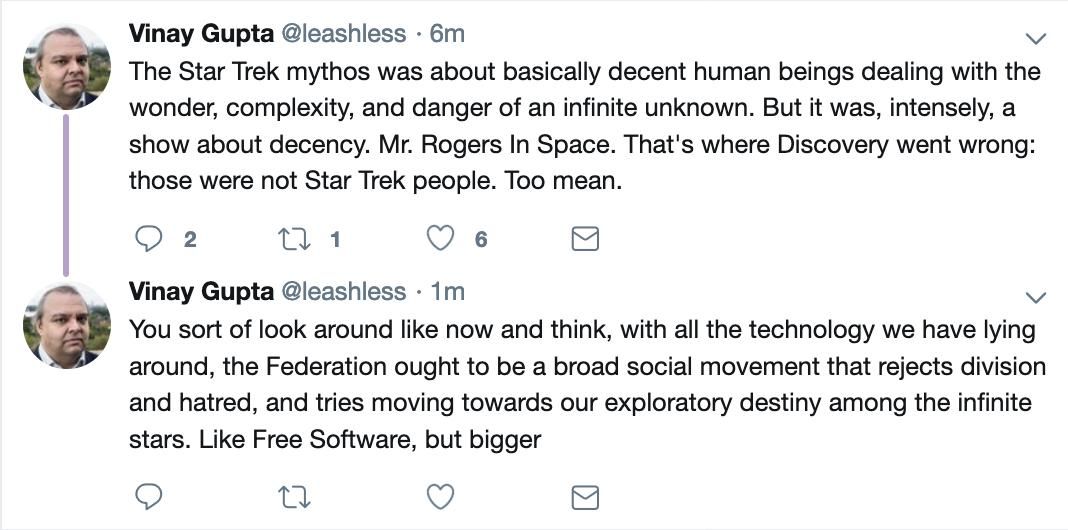 Vinay Gupta @leashless · 6m
The Star Trek mythos was about basically decent human beings dealing with the
wonder, complexity, and danger of an infinite unknown. But it was, intensely, a
show about decency. Mr. Rogers In Space. That's where Discovery went wrong:
those were not Star Trek people. Too mean.
2 1 6
Vinay Gupta @leashless · 1m
You sort of look around like now and think, with all the technology we have lying
around, the Federation ought to be a broad social movement that rejects division
and hatred, and tries moving towards our exploratory destiny among the infinite
stars. Like Free Software, but bigger